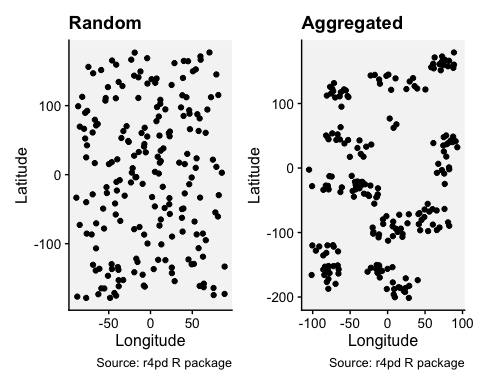 Random
Aggregated
Latitude
100
0
-100
-50
0
50
Longitude
Source: r4pd R package
Latitude
100
0
-100
-200
-100
-50
0
50
100
Longitude
Source: r4pd R package